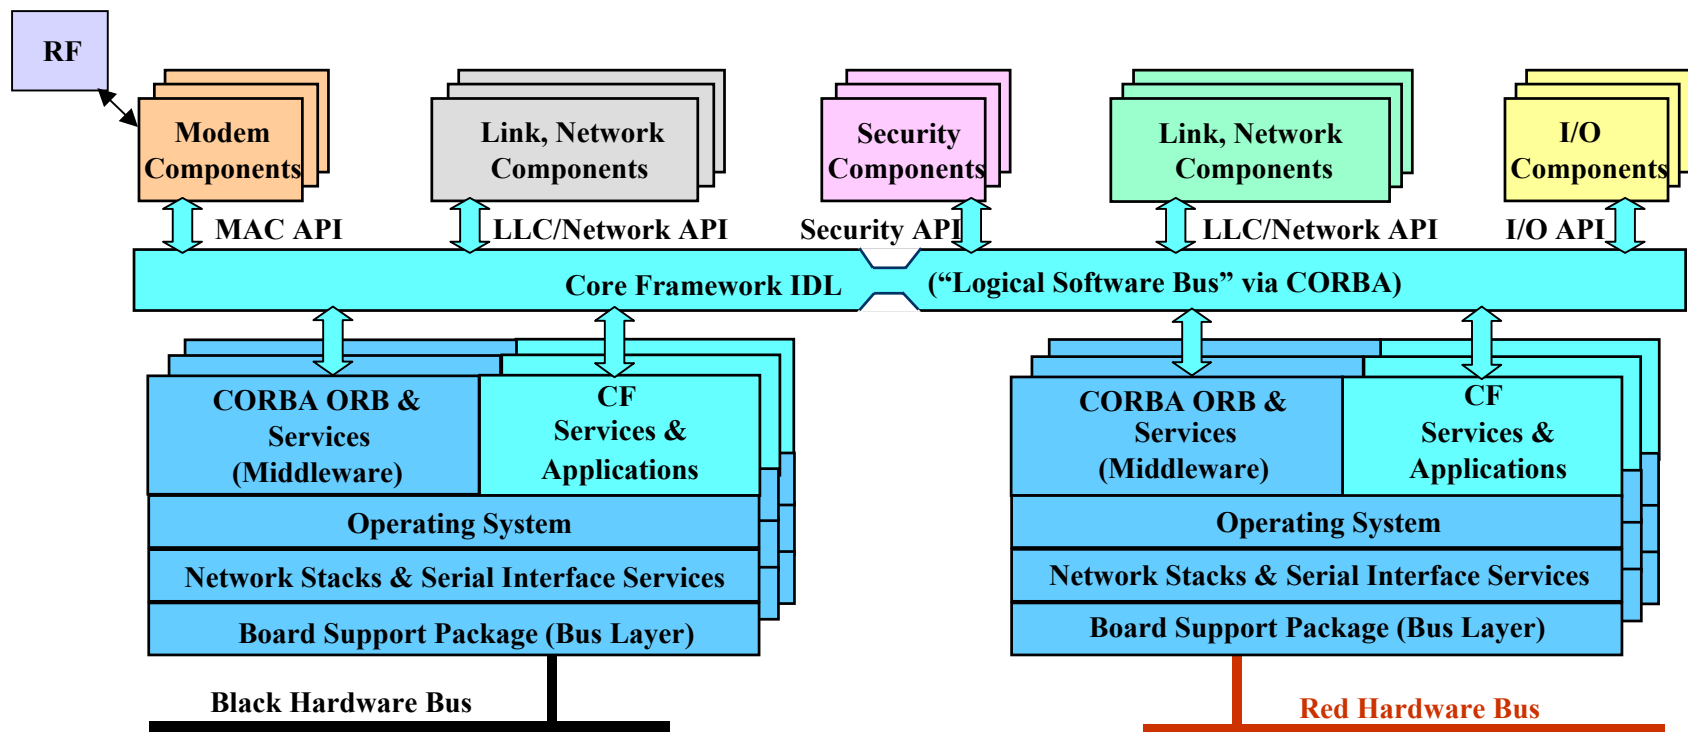 RF
Modem
Components
Link, Network
Components
Security
Components
Link, Network
Components
I/O
Components
MAC API
LLC/Network API
Security API
LLC/Network API
I/O API
Core Framework IDL
(“Logical Software Bus” via CORBA)
CORBA ORB &
Services
(Middleware)
CF
Services &
Applications
Operating System
Network Stacks & Serial Interface Services
Board Support Package (Bus Layer)
Black Hardware Bus
CORBA ORB &
Services
(Middleware)
CF
Services &
Applications
Operating System
Network Stacks & Serial Interface Services
Board Support Package (Bus Layer)
Red Hardware Bus